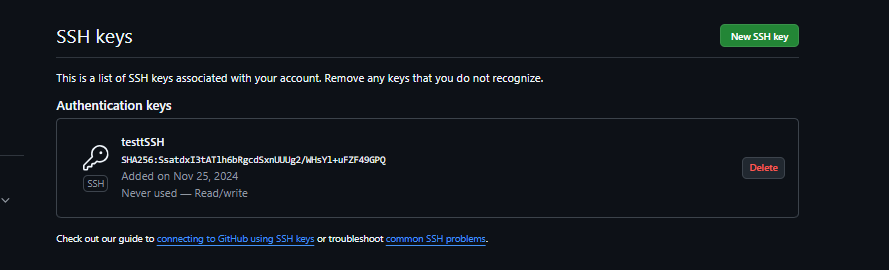 SSH keys
New SSH key
This is a list of SSH keys associated with your account. Remove any keys that you do not recognize.
Authentication keys
testtSSH
SHA256:SsatdxI3tATlh6bRgcdSxnUUUg2/WHsYl+uFZF49GPQ
Added on Nov 25, 2024
Never used — Read/write
SSH
Delete
Check out our guide to connecting to GitHub using SSH keys or troubleshoot common SSH problems.